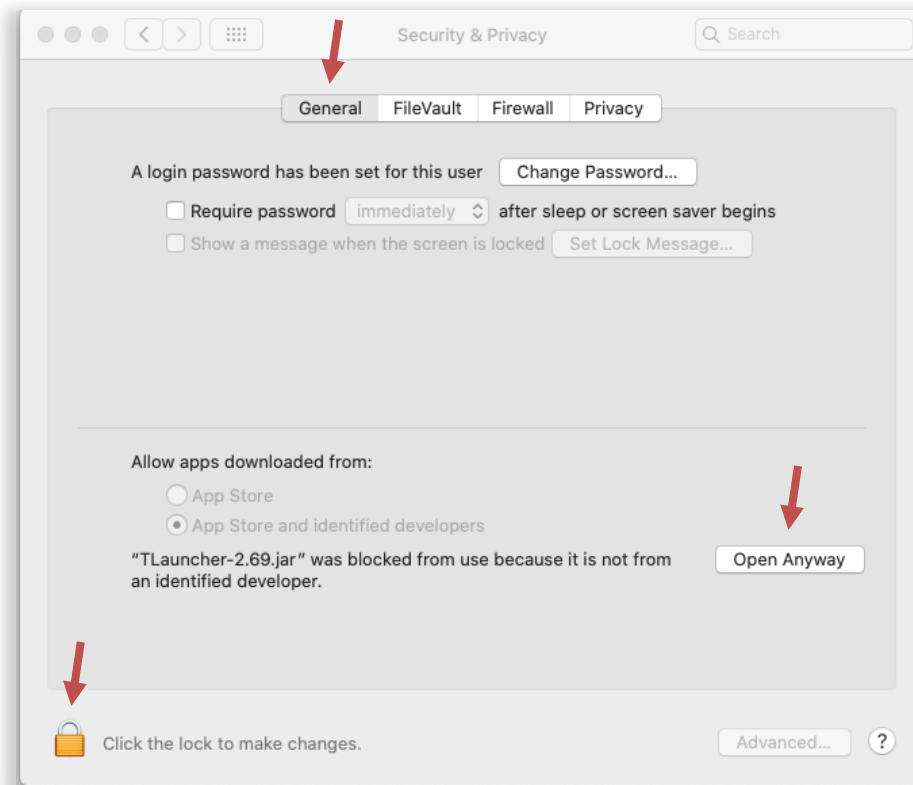 Security & Privacy
Search
General FileVault Firewall Privacy
A login password has been set for this user Change Password...
Require password immediately after sleep or screen saver begins
Show a message when the screen is locked Set Lock Message...
Allow apps downloaded from:
App Store
App Store and identified developers
“TLauncher-2.69.jar” was blocked from use because it is not from Open Anyway
an identified developer.
Click the lock to make changes. Advanced... ?